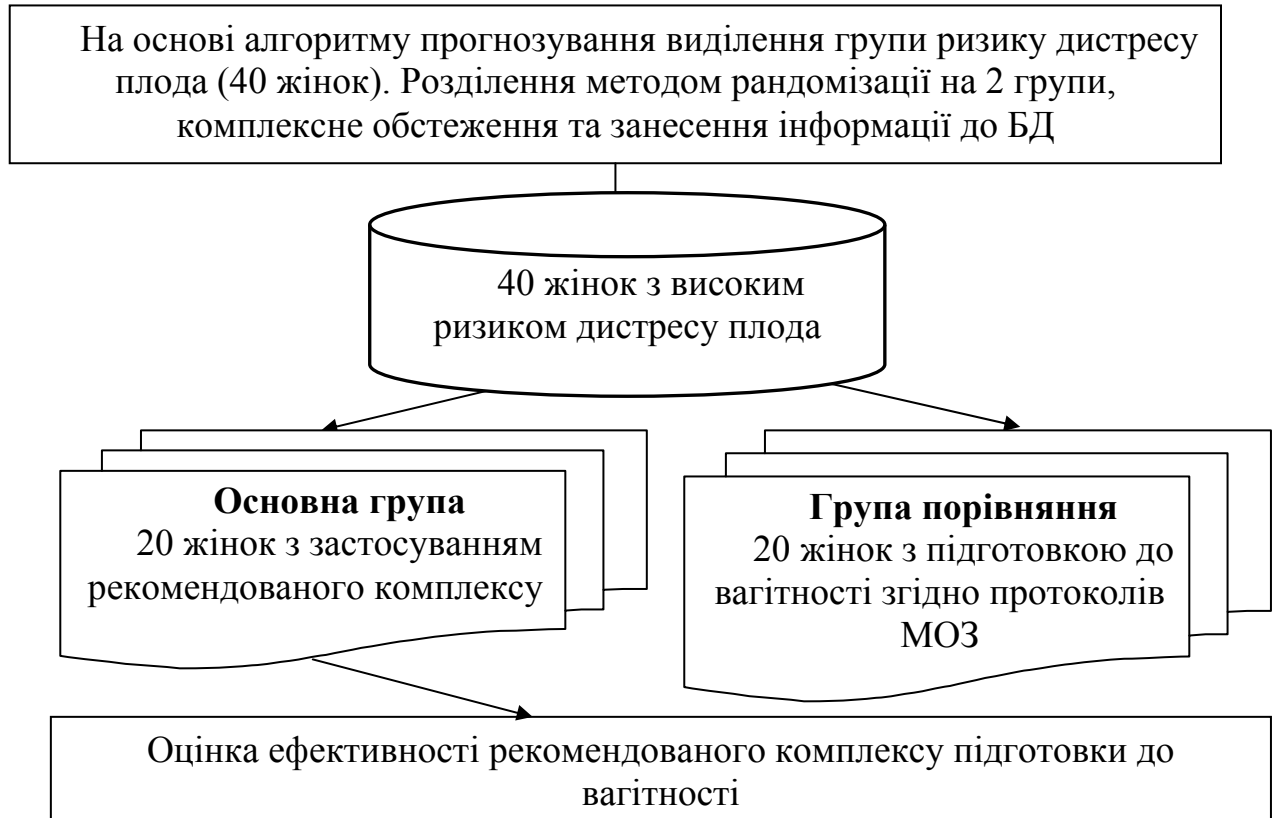 На основі алгоритму прогнозування виділення групи ризику дистресу
плода (40 жінок). Розділення методом рандомізації на 2 групи,
комплексне обстеження та занесення інформації до БД
40 жінок з високим
ризиком дистресу плода
Основна група
20 жінок з застосуванням
рекомендованого комплексу
Група порівняння
20 жінок з підготовкою до
вагітності згідно протоколів
МОЗ
Оцінка ефективності рекомендованого комплексу підготовки до
вагітності